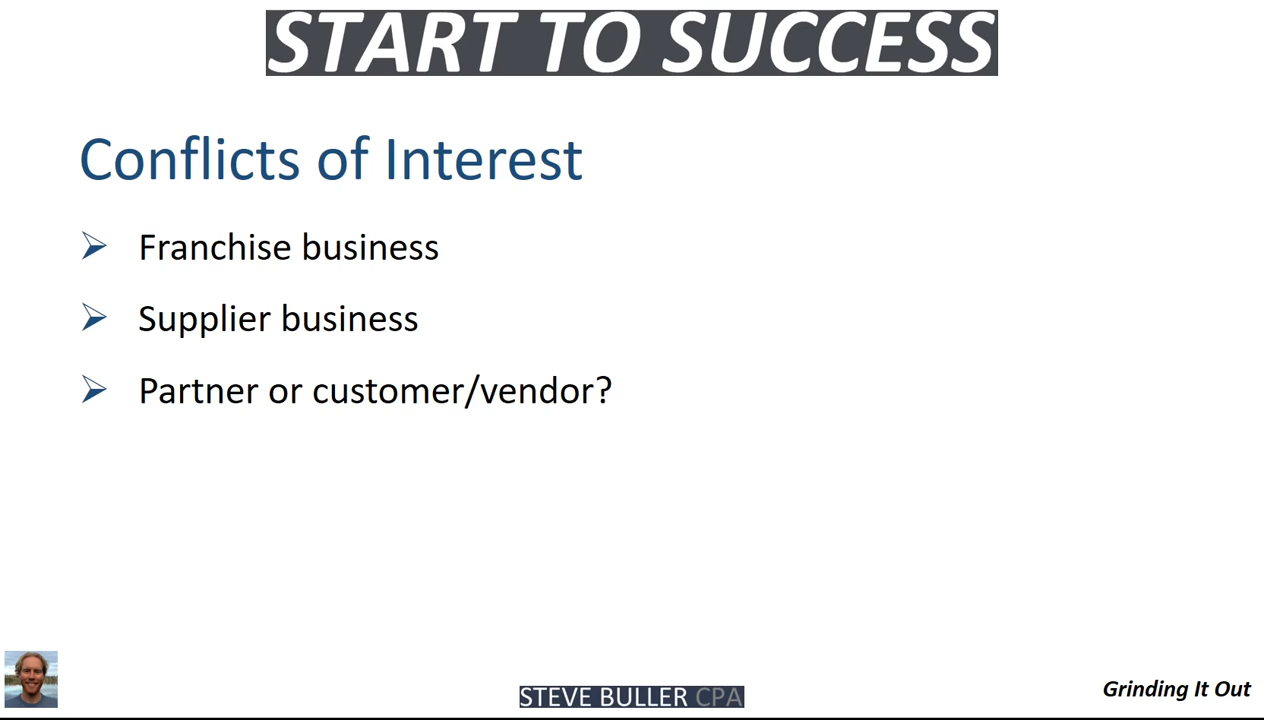 START TO SUCCESS
Conflicts of Interest
Franchise business
Supplier business
Partner or customer/vendor?
STEVE BULLER CPA
Grinding It Out